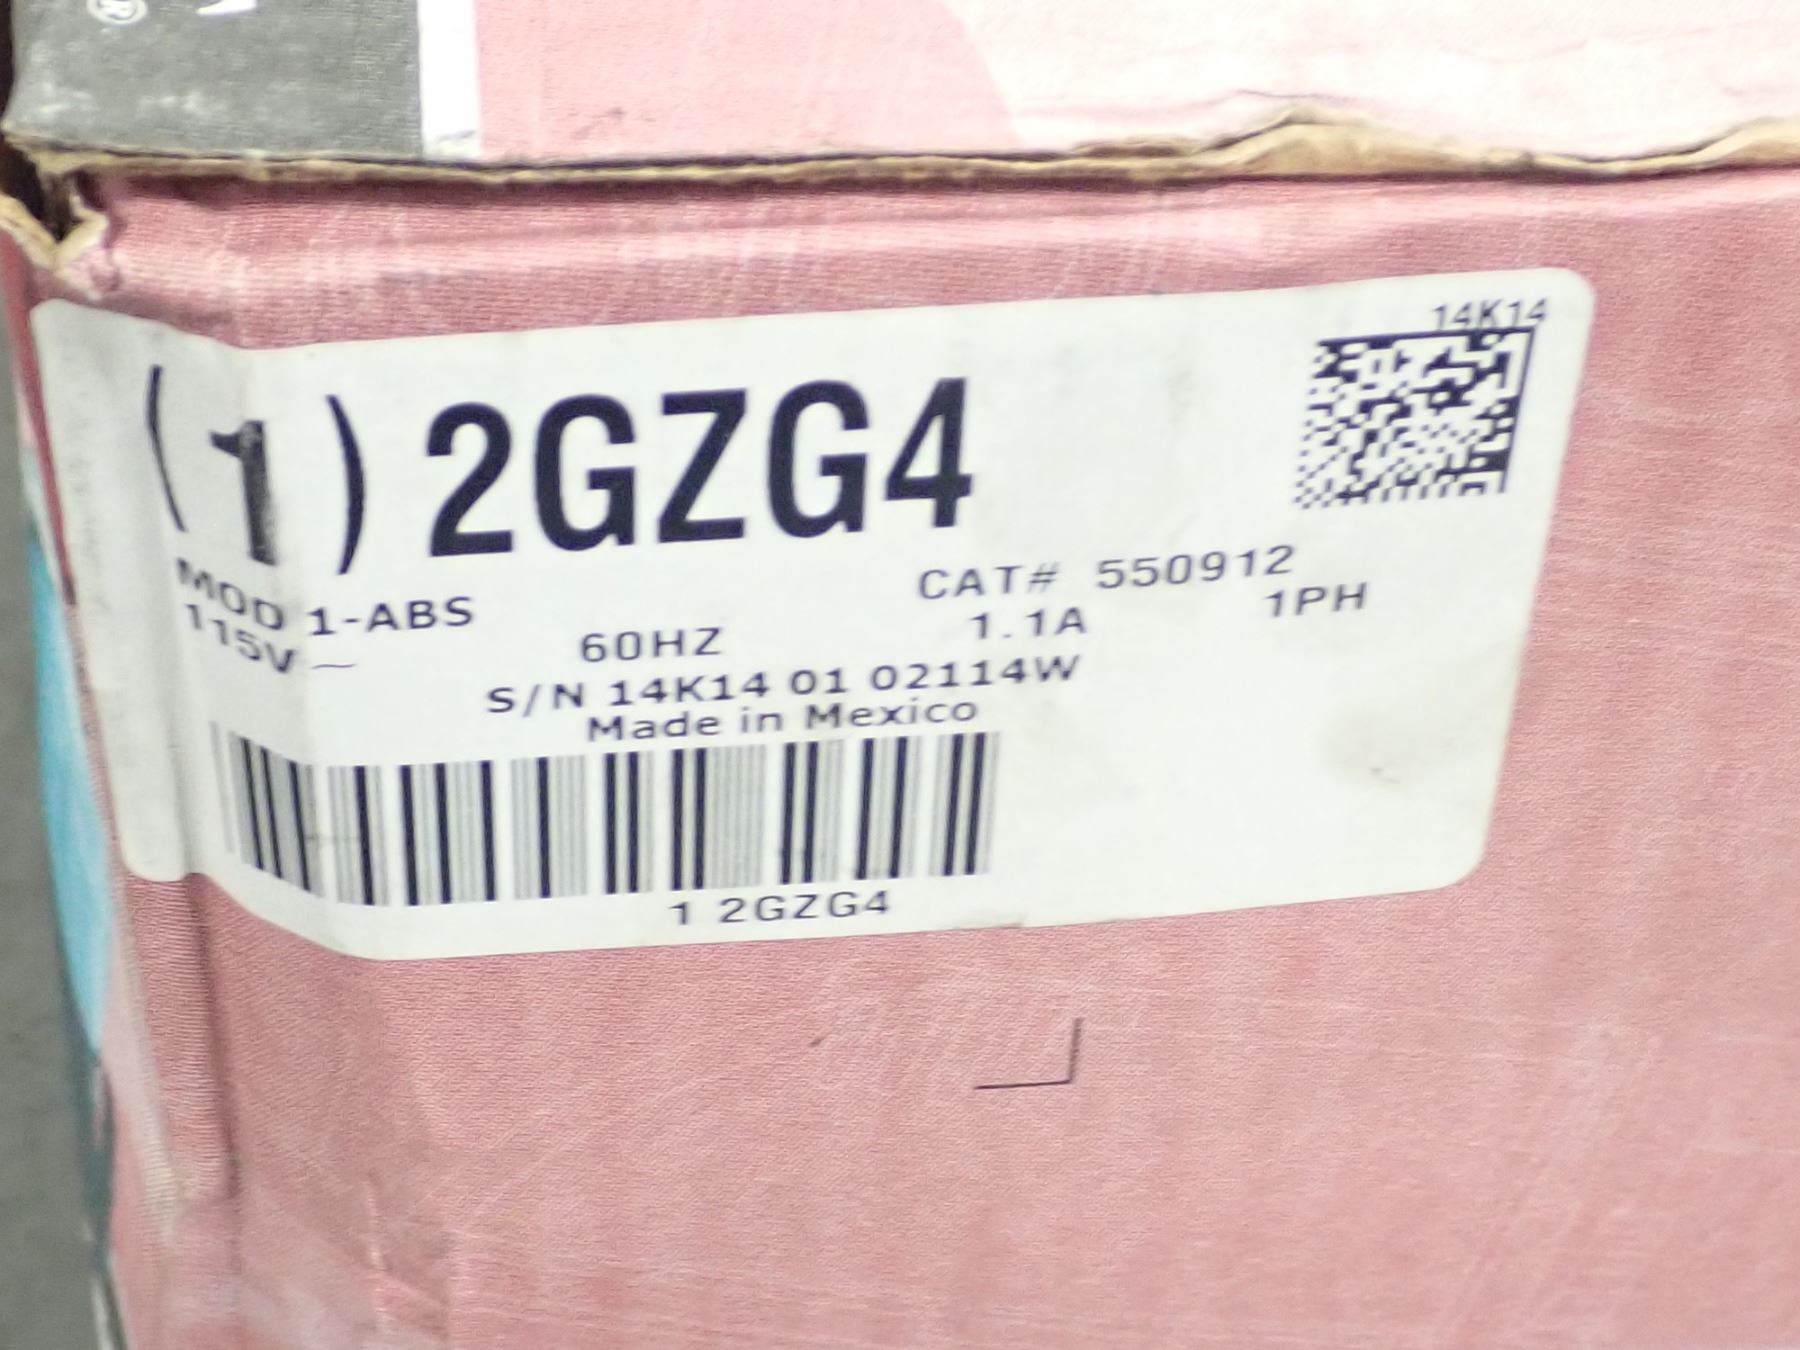 ®
14K14
(1) 2GZG4
MOD 1-ABS CAT# 550912
115V ~ 60HZ 1.1A 1PH
S/N 14K14 01 02114W
Made in Mexico
1 2GZG4